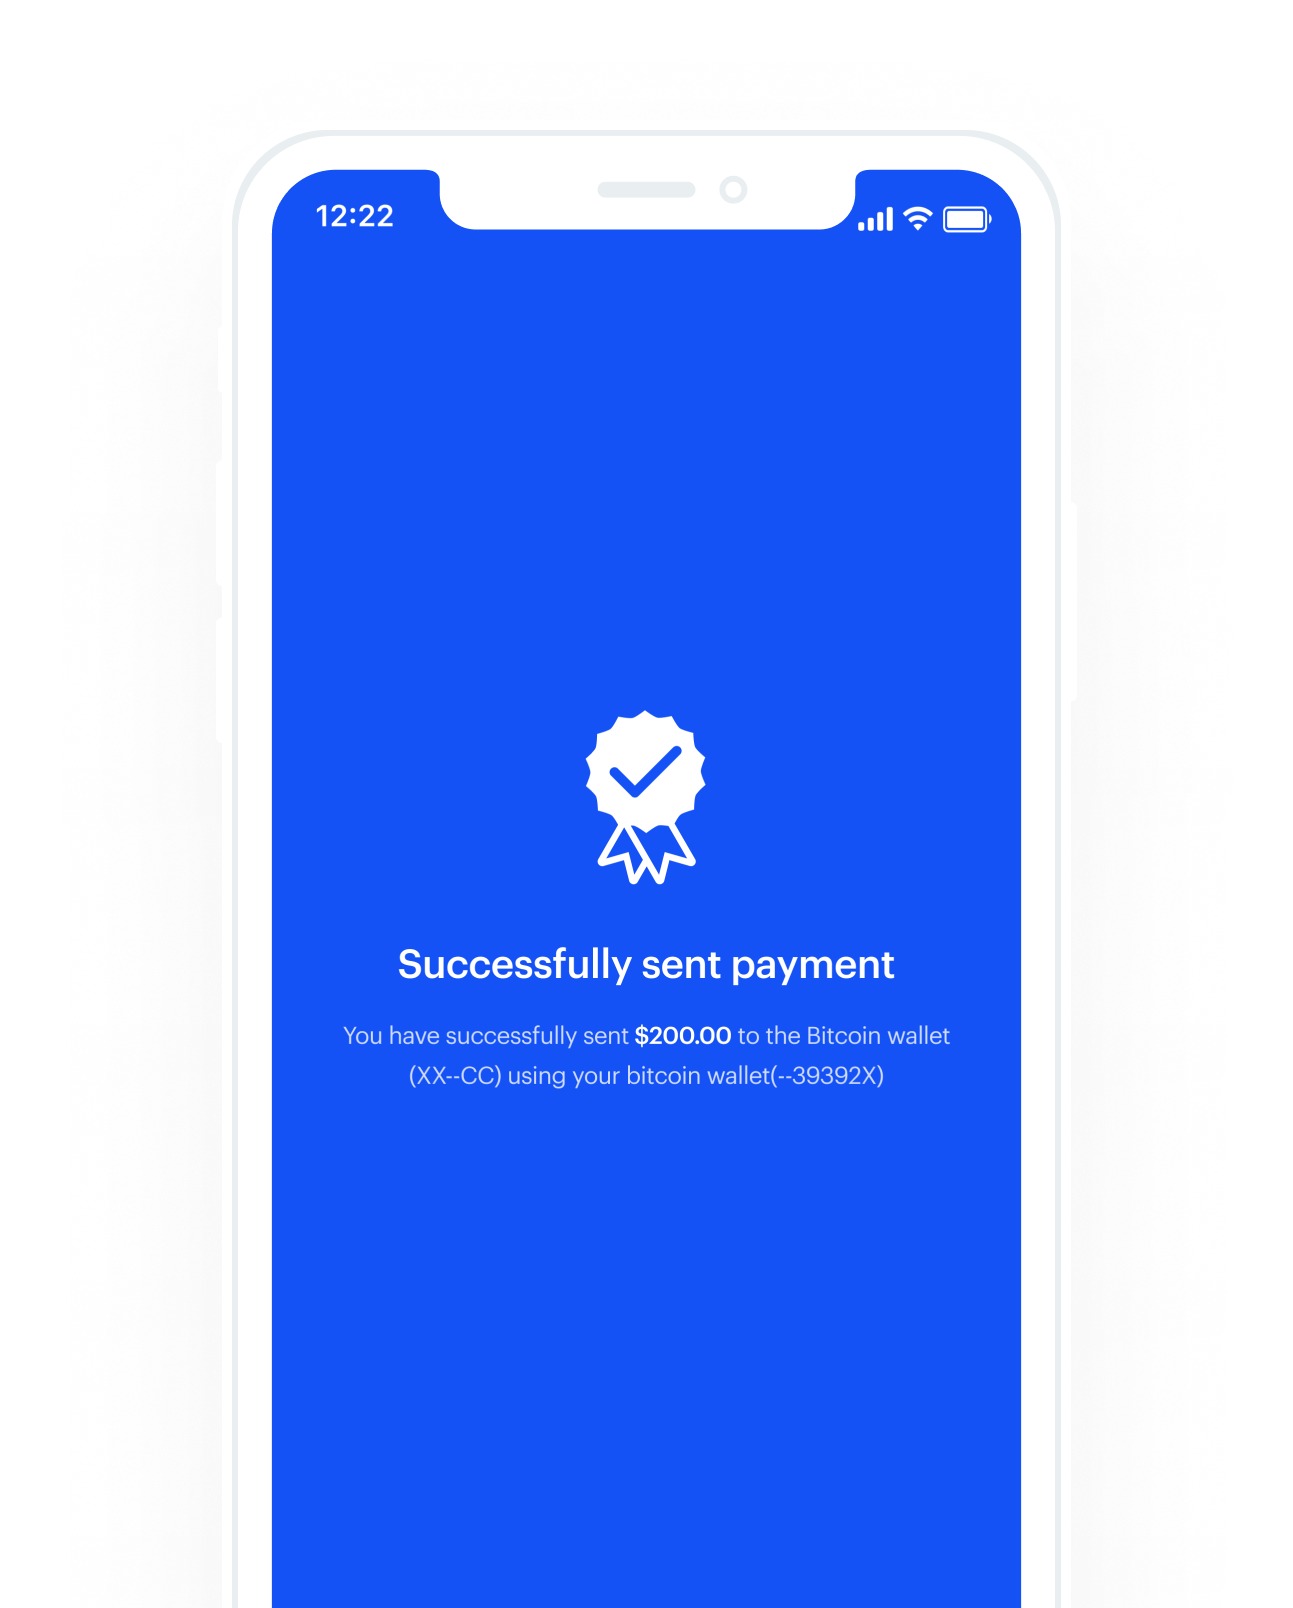 12:22
Successfully sent payment
You have successfully sent $200.00 to the Bitcoin wallet
(XX--CC) using your bitcoin wallet(--39392X)